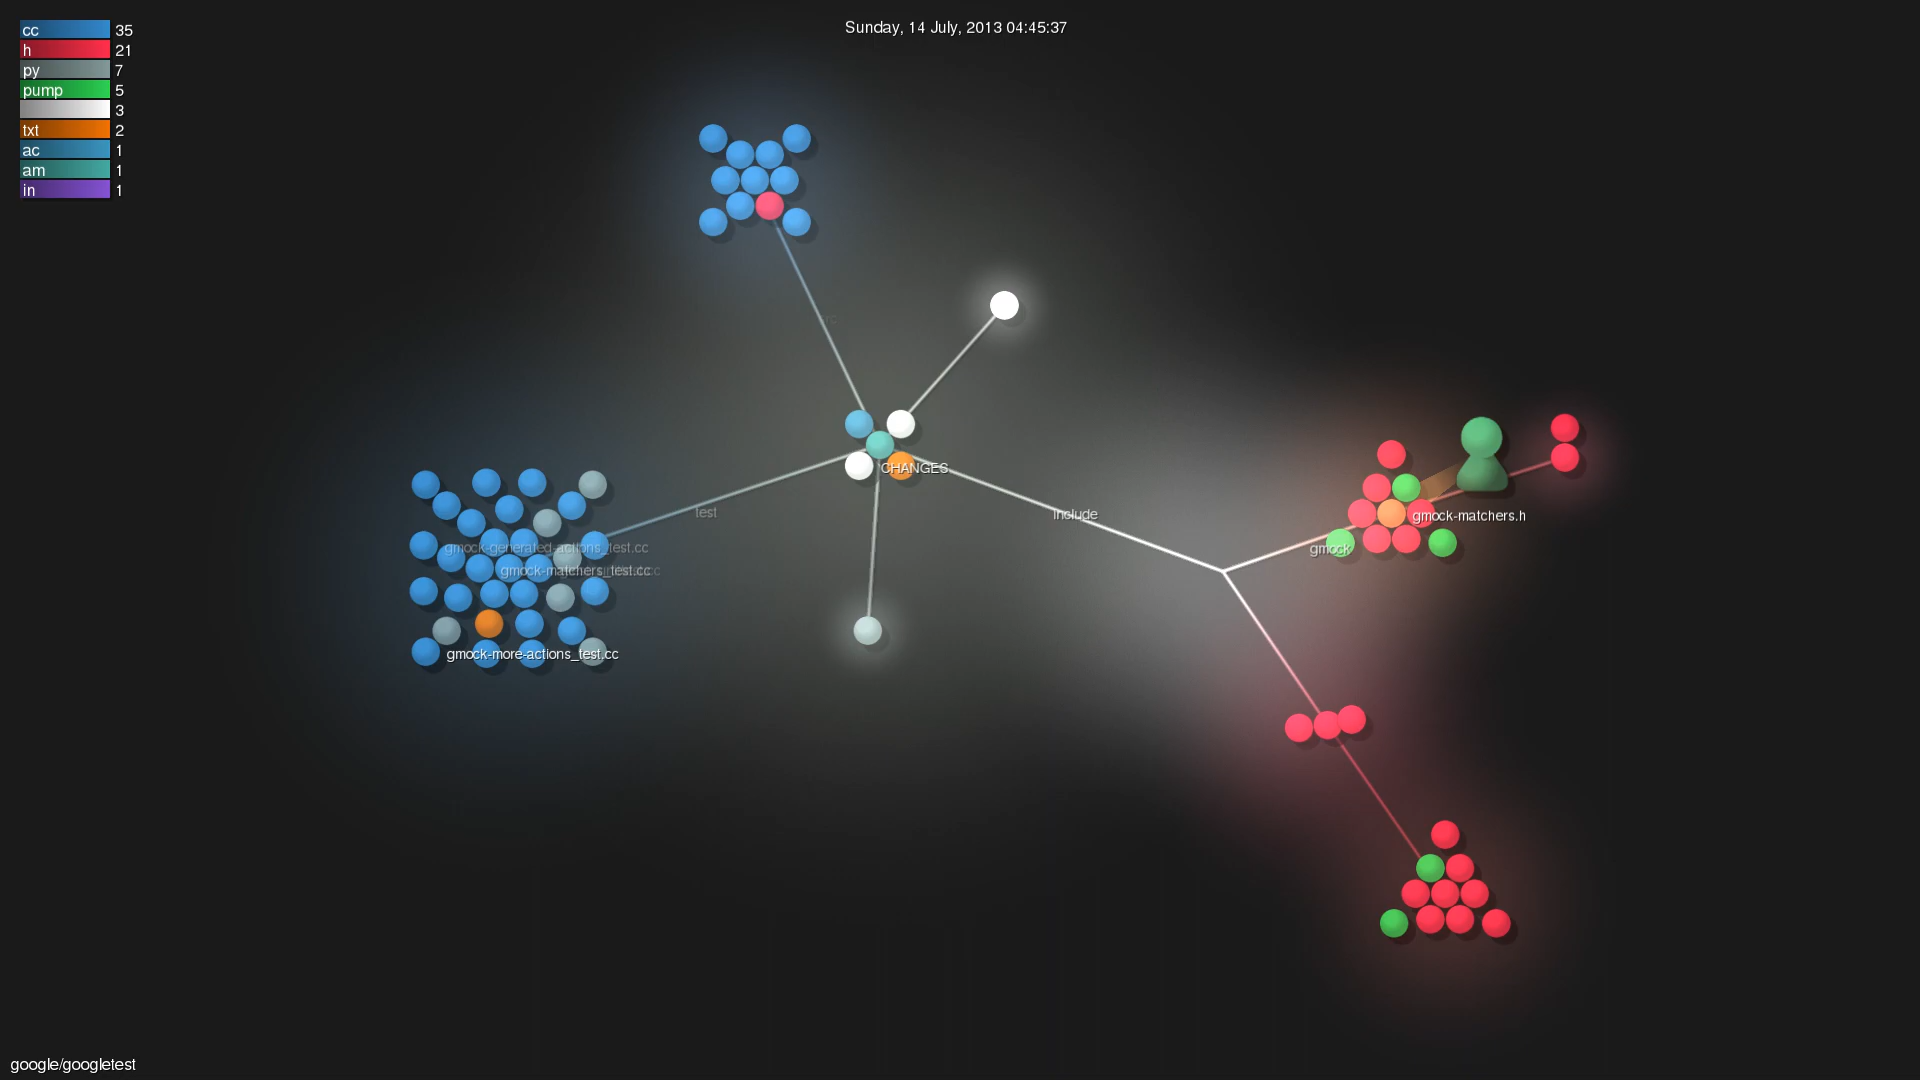 Sunday, 14 July, 2013 04:45:37
cc 35
h 21
py 7
pump 5
3
txt 2
ac 1
am 1
in 1
CHANGES
test
include
gmock-matchers.h
gmock
gmock-generated-actions_test.cc
gmock-matchers_test.cc
gmock-more-actions_test.cc
google/googletest